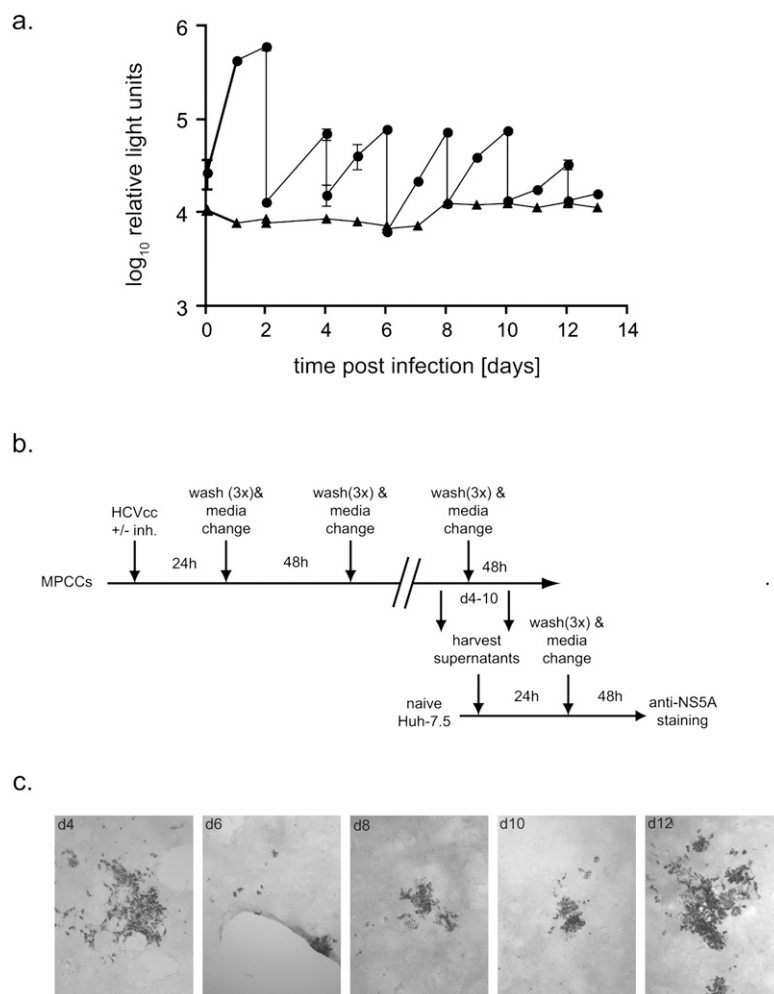 a.
6
5
4
3
log10 relative light units
0 2 4 6 8 10 12 14
time post infection [days]
b.
HCVcc
+/- inh.
wash (3x)&
media
change
wash(3x) &
media
change
wash(3x) &
media
change
24h
48h
48h
MPCCs
d4-10
.
harvest
supernatants
wash(3x) &
media
change
naive
Huh-7.5
24h
48h
anti-NS5A
staining
c.
d4 d6 d8 d10 d12